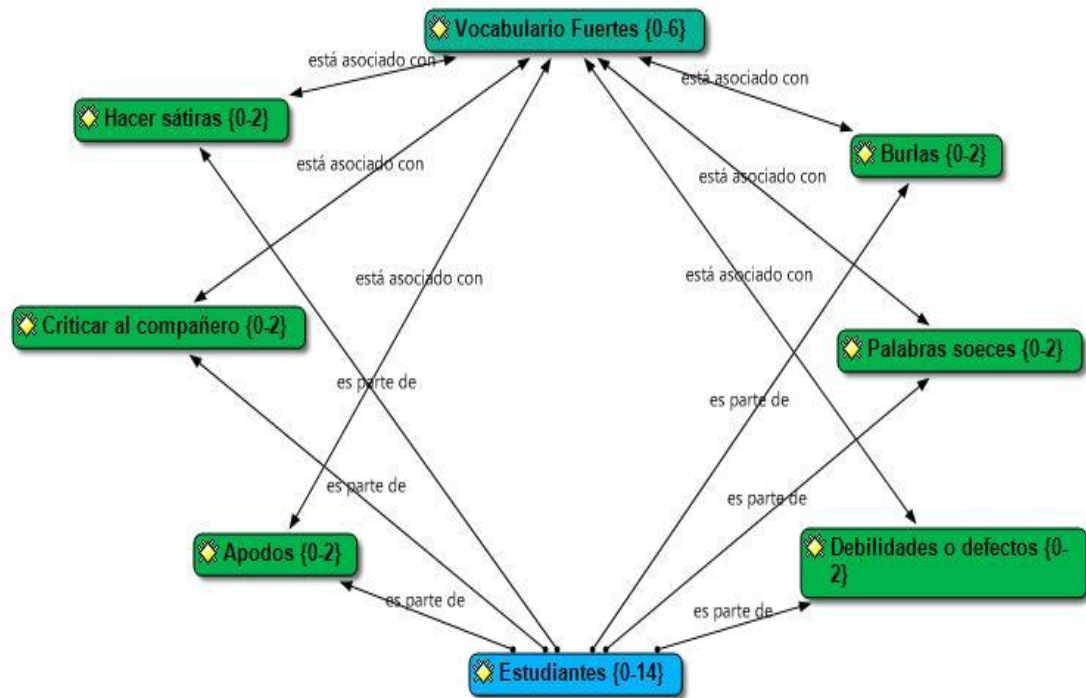 Vocabulario Fuertes {0-6}
está asociado con
Hacer sátiras {0-2}
está asociado con
Burlas {0-2}
está asociado con
está asociado con
está asociado con
está asociado con
Criticar al compañero {0-2}
Palabras soeces {0-2}
es parte de
es parte de
es parte de
es parte de
Apodos {0-2}
Debilidades o defectos {0-
2}
es parte de
es parte de
Estudiantes {0-14}